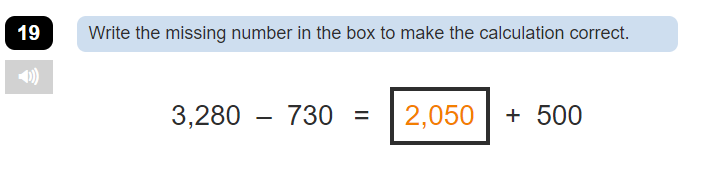 19 Write the missing number in the box to make the calculation correct.
3,280 – 730 = 2,050 + 500